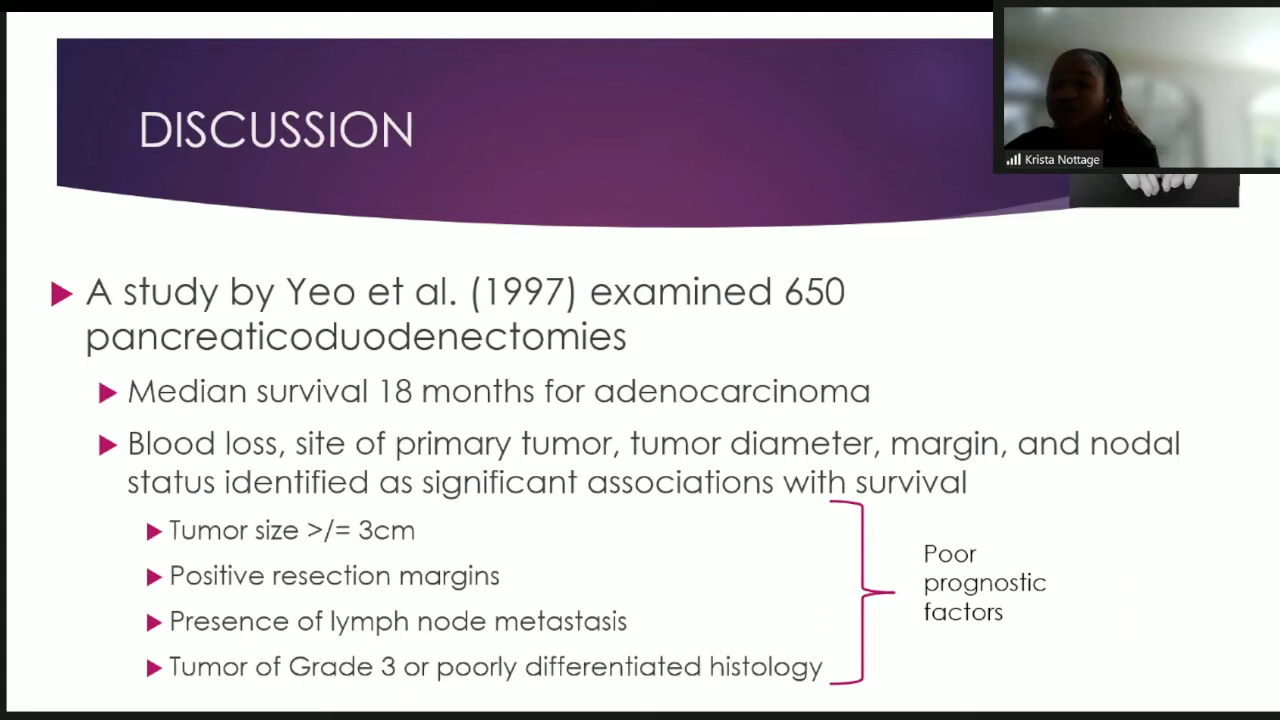 DISCUSSION
Krista Nottage
A study by Yeo et al. (1997) examined 650
pancreaticoduodenectomies
Median survival 18 months for adenocarcinoma
Blood loss, site of primary tumor, tumor diameter, margin, and nodal
status identified as significant associations with survival
Tumor size >/= 3cm
Positive resection margins
Presence of lymph node metastasis
Tumor of Grade 3 or poorly differentiated histology
Poor
prognostic
factors